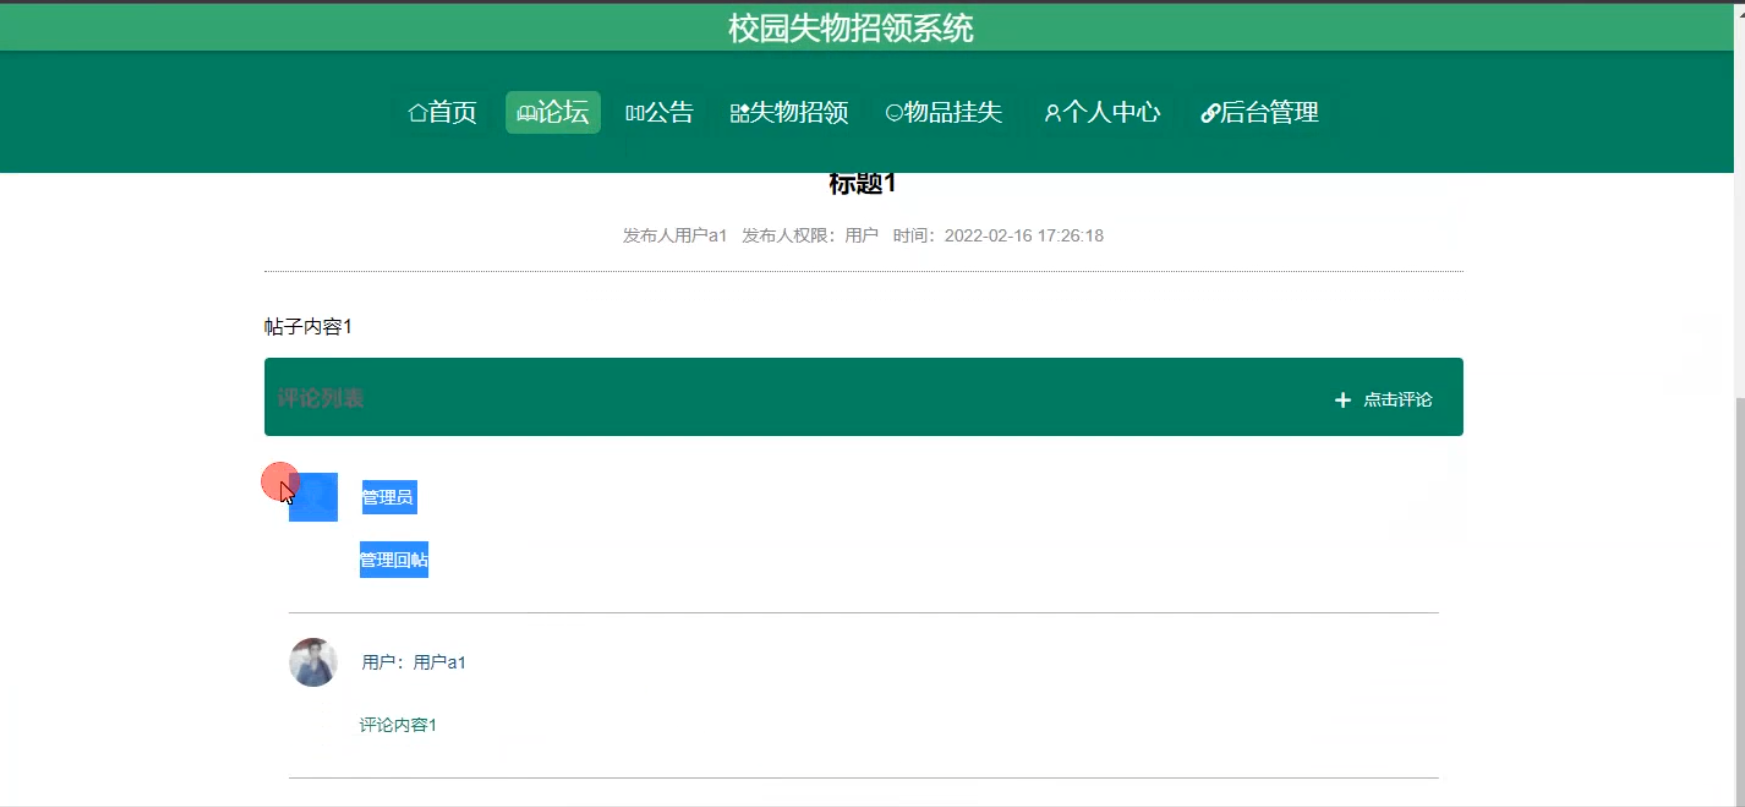 校园失物招领系统
首页 论坛 公告 失物招领 物品挂失 个人中心 后台管理
标题1
发布人用户a1 发布人权限：用户 时间：2022-02-16 17:26:18
帖子内容1
评论列表 点击评论
管理员
管理回帖
用户：用户a1
评论内容1